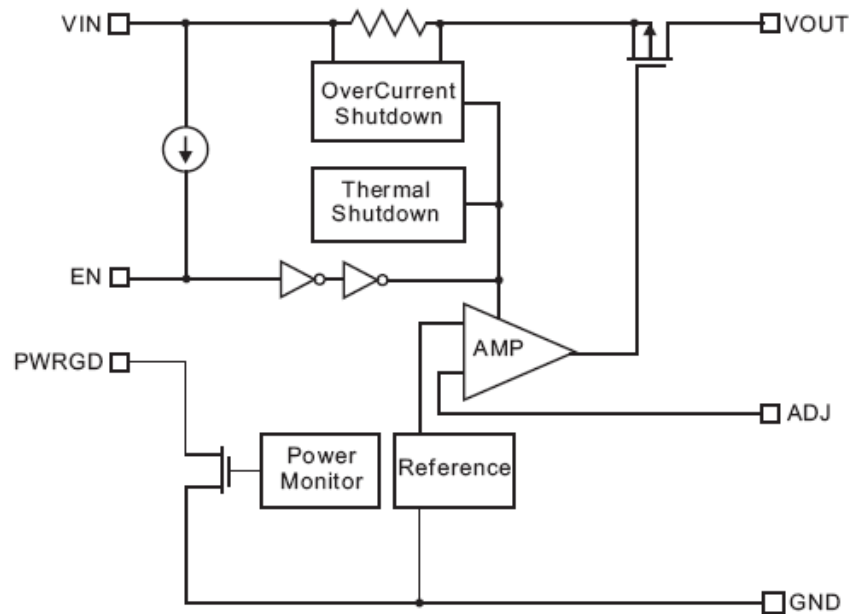 VIN
VOUT
OverCurrent
Shutdown
Thermal
Shutdown
EN
AMP
PWRGD
ADJ
Power
Monitor
Reference
GND